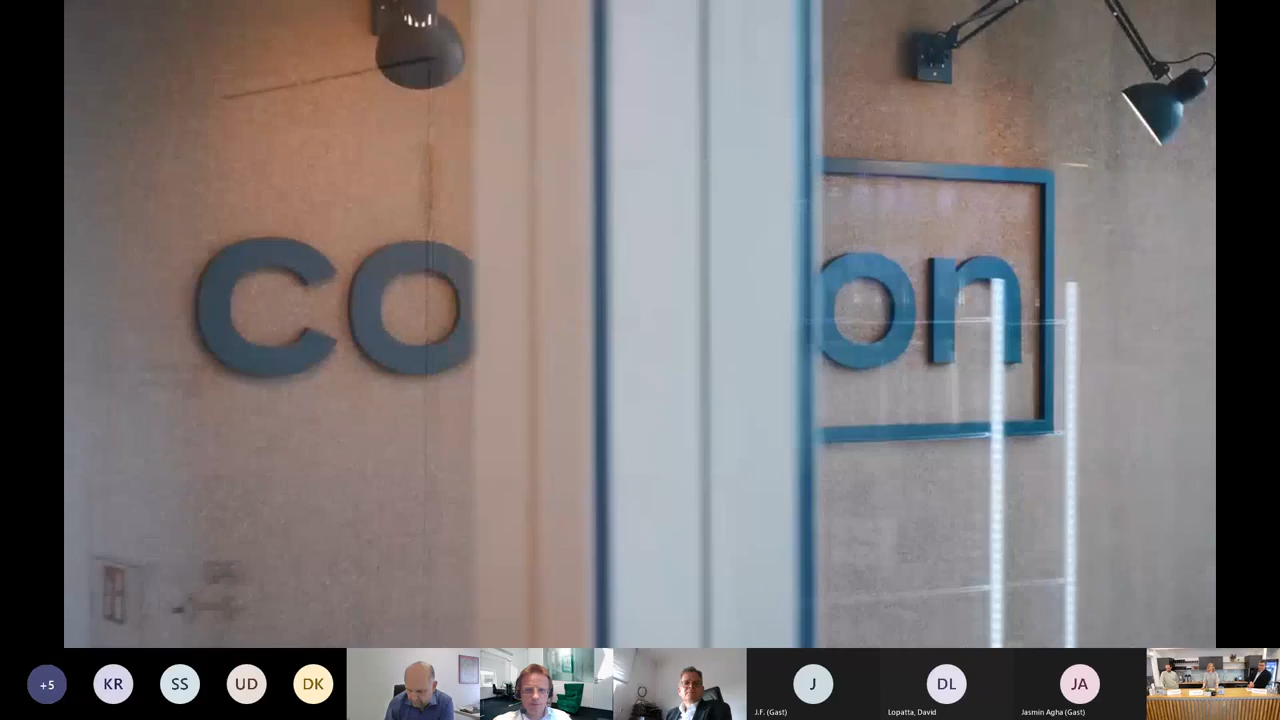 co
on
+5
KR
SS
UD
DK
J
J.F. (Gast)
DL
Lopatta, David
JA
Jasmin Agha (Gast)